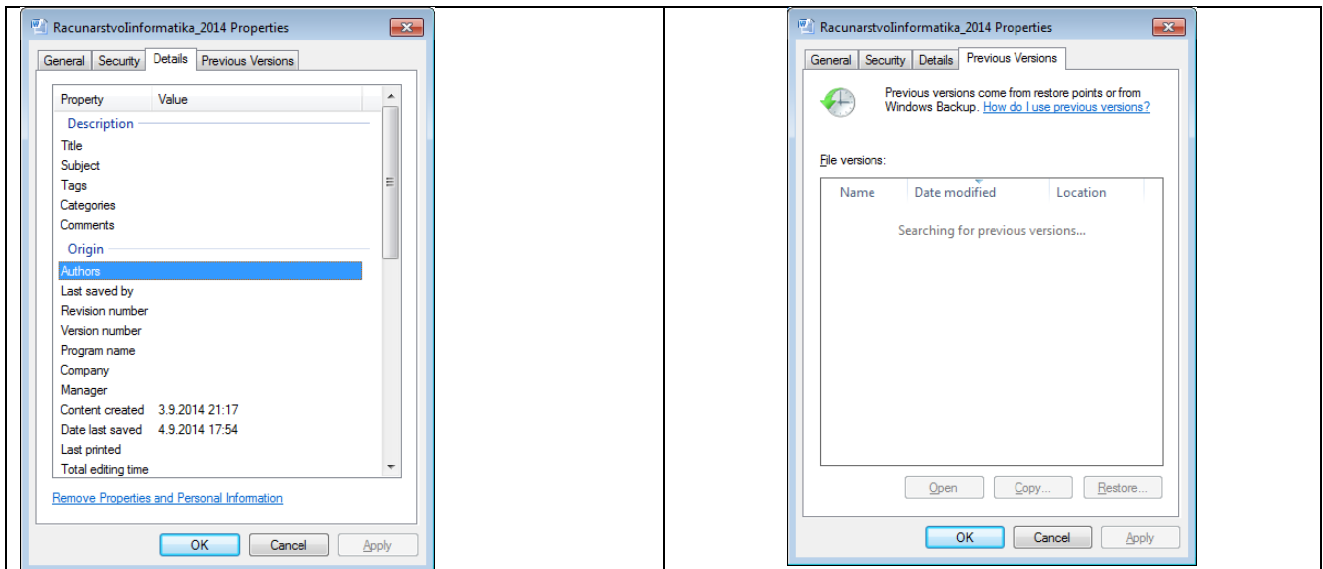 RacunarstvoIinformatika_2014 Properties
General Security Details Previous Versions
Property Value
Description
Title
Subject
Tags
Categories
Comments
Origin
Authors
Last saved by
Revision number
Version number
Program name
Company
Manager
Content created 3.9.2014 21:17
Date last saved 4.9.2014 17:54
Last printed
Total editing time
Remove Properties and Personal Information
OK Cancel Apply
RacunarstvoIinformatika_2014 Properties
General Security Details Previous Versions
Previous versions come from restore points or from
Windows Backup. How do I use previous versions?
File versions:
Name Date modified Location
Searching for previous versions...
Open Copy... Restore...
OK Cancel Apply